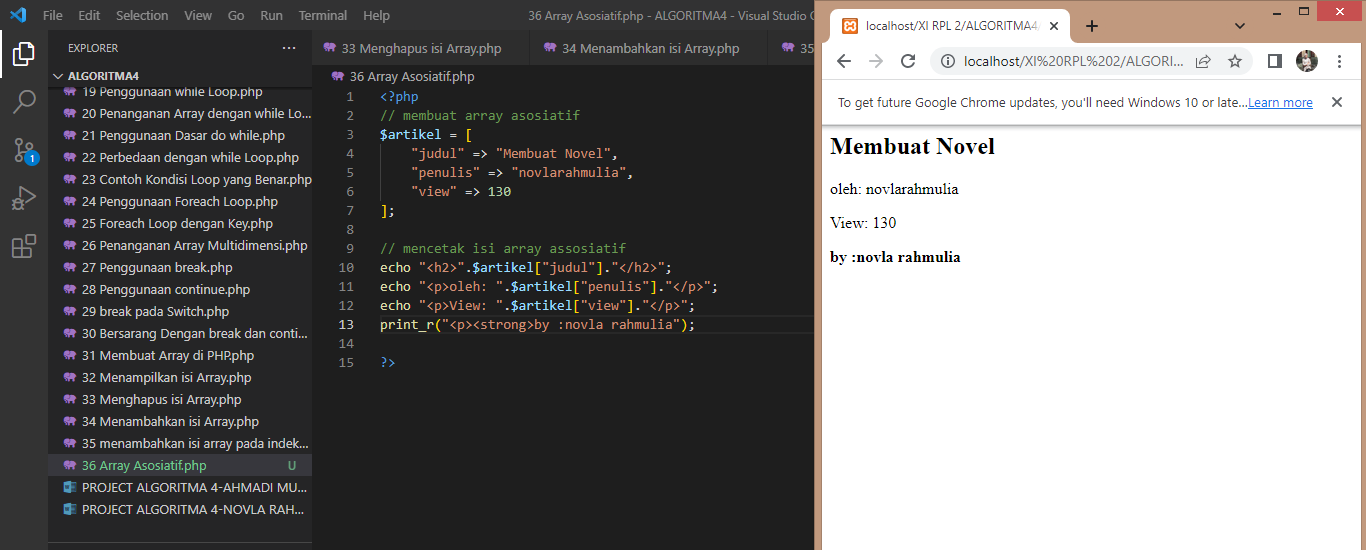 File Edit Selection View Go Run Terminal Help
36 Array Asosiatif.php - ALGORITMA4 - Visual Studio C
EXPLORER
ALGORITMA4
19 Penggunaan while Loop.php
20 Penanganan Array dengan while Lo...
21 Penggunaan Dasar do while.php
22 Perbedaan dengan while Loop.php
23 Contoh Kondisi Loop yang Benar.php
24 Penggunaan Foreach Loop.php
25 Foreach Loop dengan Key.php
26 Penanganan Array Multidimensi.php
27 Penggunaan break.php
28 Penggunaan continue.php
29 break pada Switch.php
30 Bersarang Dengan break dan conti...
31 Membuat Array di PHP.php
32 Menampilkan isi Array.php
33 Menghapus isi Array.php
34 Menambahkan isi Array.php
35 menambahkan isi array pada indek...
36 Array Asosiatif.php U
PROJECT ALGORITMA 4-AHMADI MU...
PROJECT ALGORITMA 4-NOVLA RAH...
1
33 Menghapus isi Array.php 34 Menambahkan isi Array.php 35
36 Array Asosiatif.php
1 <?php
2 // membuat array asosiatif
3 $artikel = [
4 "judul" => "Membuat Novel",
5 "penulis" => "novlarahmulia",
6 "view" => 130
7 ];
8
9 // mencetak isi array assosiatif
10 echo "<h2>".$artikel["judul"]."</h2>";
11 echo "<p>oleh: ".$artikel["penulis"]."</p>";
12 echo "<p>View: ".$artikel["view"]."</p>";
13 print_r("<p><strong>by :novla rahmulia");
14
15 ?>
localhost/XI RPL 2/ALGORITMA4/
localhost/XI%20RPL%202/ALGORI...
To get future Google Chrome updates, you'll need Windows 10 or late... Learn more
Membuat Novel
oleh: novlarahmulia
View: 130
by :novla rahmulia